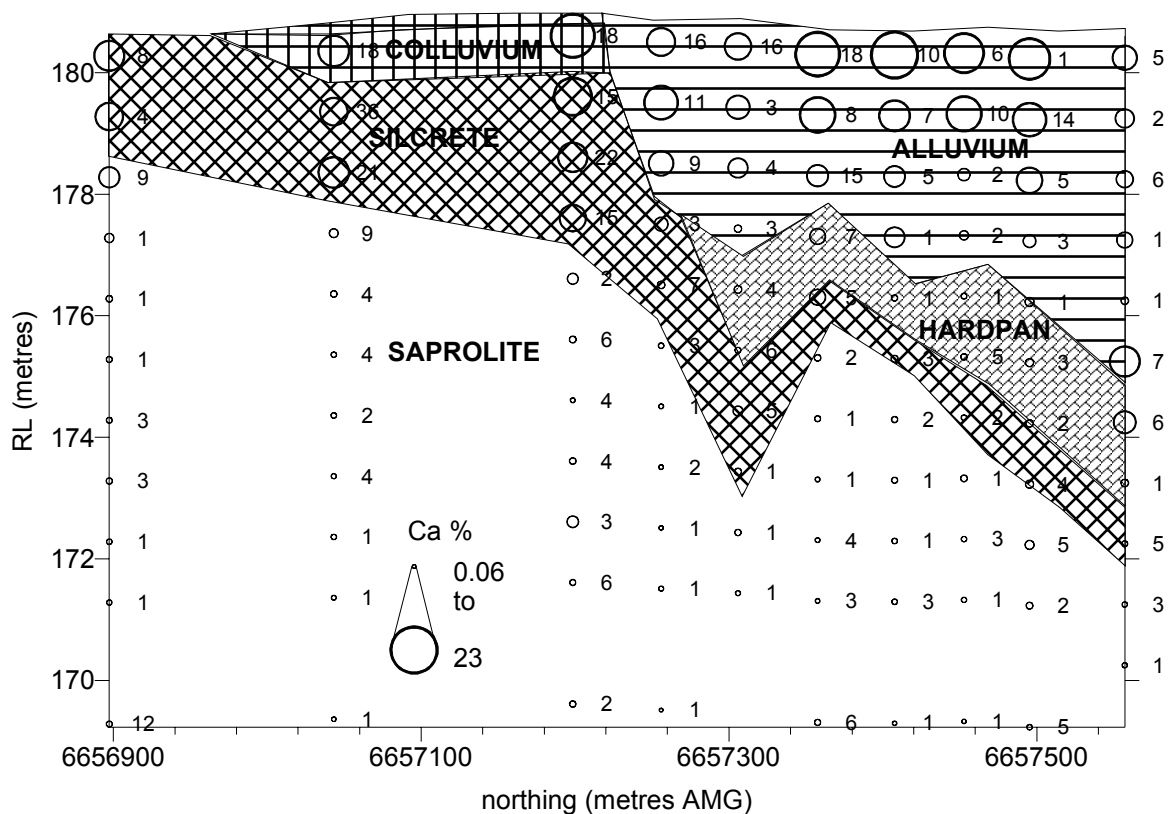 18 16 16 18 10 6 1 5
8 18 COLLUVIUM
180
15 11 3 8 7 10 14 2
4 36 SILCRETE ALLUVIUM
9 21 22 9 4 15 5 2 5 6
178
1 9 15 3 3 7 1 2 3 1
1 4 2 7 4 5 1 1 1 1
176
HARDPAN
1 4 SAPROLITE 6 3 6 2 3 5 3 7
3 2 4 1 5 1 2 2 2 6
174
3 4 4 2 1 1 1 1 4 1
Ca %
1 1 3 1 1 4 1 3 5 5
172
0.06
to
1 1 6 1 1 3 3 1 2 3
23
1
170
12 1 2 1 6 1 1 5
RL (metres)
6656900 6657100 6657300 6657500
northing (metres AMG)